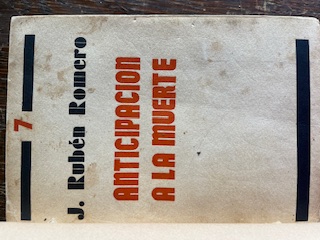 7
J. Rubén Romero
ANTICIPACION
A LA MUERTE